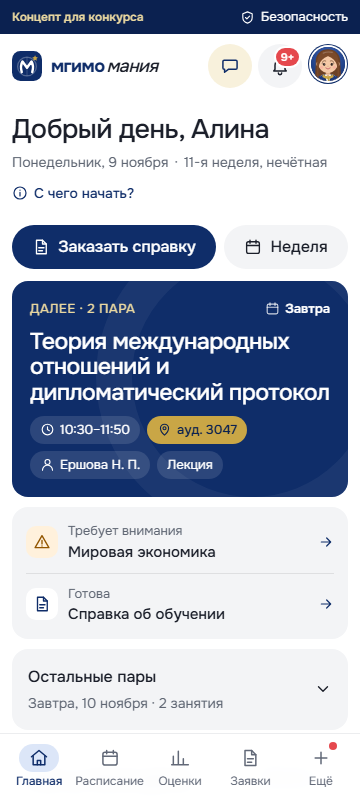 Концепт для конкурса
Безопасность
мгимо мания
9+
Добрый день, Алина
Понедельник, 9 ноября · 11-я неделя, нечётная
С чего начать?
Заказать справку
Неделя
ДАЛЕЕ · 2 ПАРА
Завтра
Теория международных
отношений и
дипломатический протокол
10:30–11:50
ауд. 3047
Ершова Н. П.
Лекция
Требует внимания
Мировая экономика
Готова
Справка об обучении
Остальные пары
Завтра, 10 ноября · 2 занятия
Главная
Расписание
Оценки
Заявки
Ещё